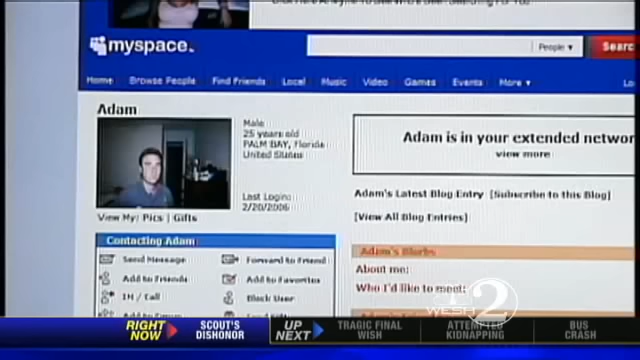 myspace.
People
Searc
Home Browse People Find Friends Local Music Video Games Events More
Adam
Male
25 years old
PALM BAY, Florida
United States
Last Login:
2/20/2006
View My: Pics | Gifts
Adam is in your extended networ
view more
Adam's Latest Blog Entry [Subscribe to this Blog]
[View All Blog Entries]
Contacting Adam
Send Message Forward to Friend
Add to Friends Add to Favorites
IM / Call Block User
Adam's Blurbs
About me:
Who I'd like to meet:
WESH 2
RIGHT NOW SCOUT'S DISHONOR UP NEXT TRAGIC FINAL WISH ATTEMPTED KIDNAPPING BUS CRASH